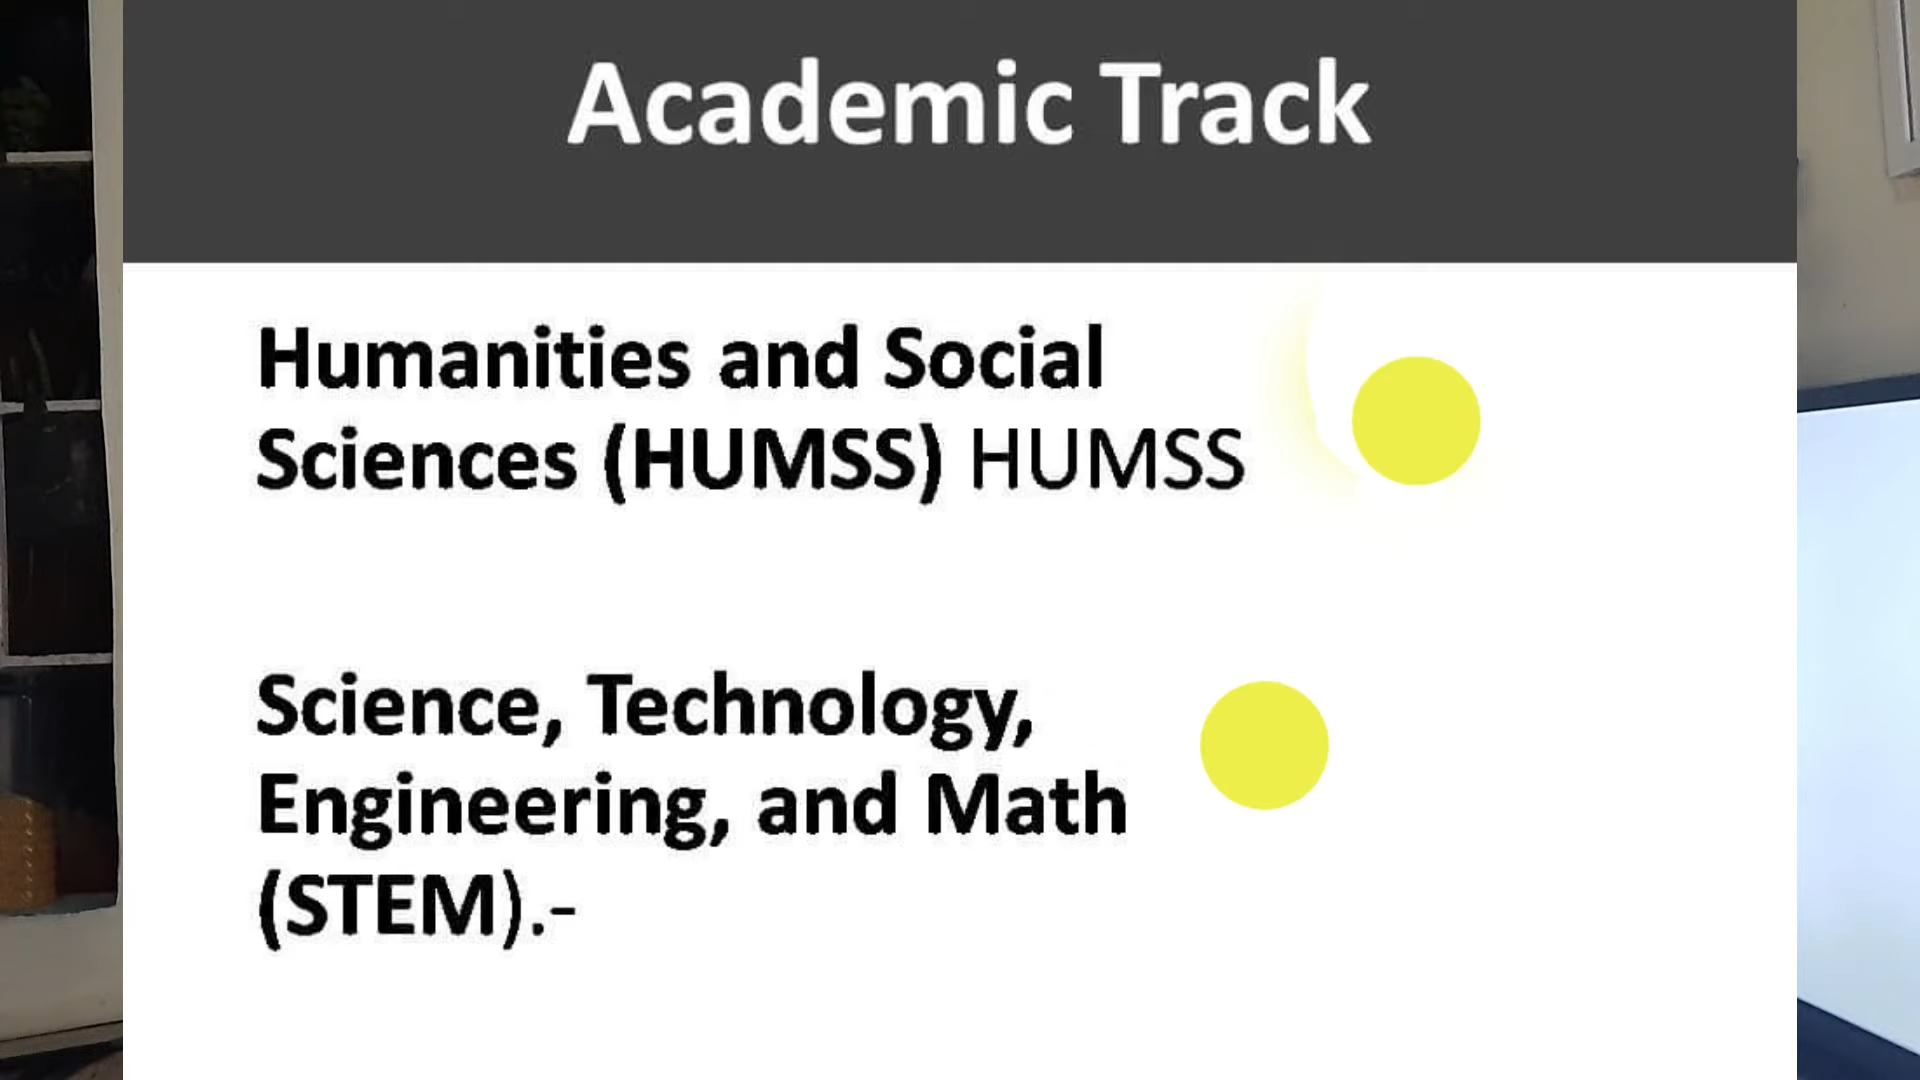 Academic Track
Humanities and Social
Sciences (HUMSS) HUMSS
Science, Technology,
Engineering, and Math
(STEM).-